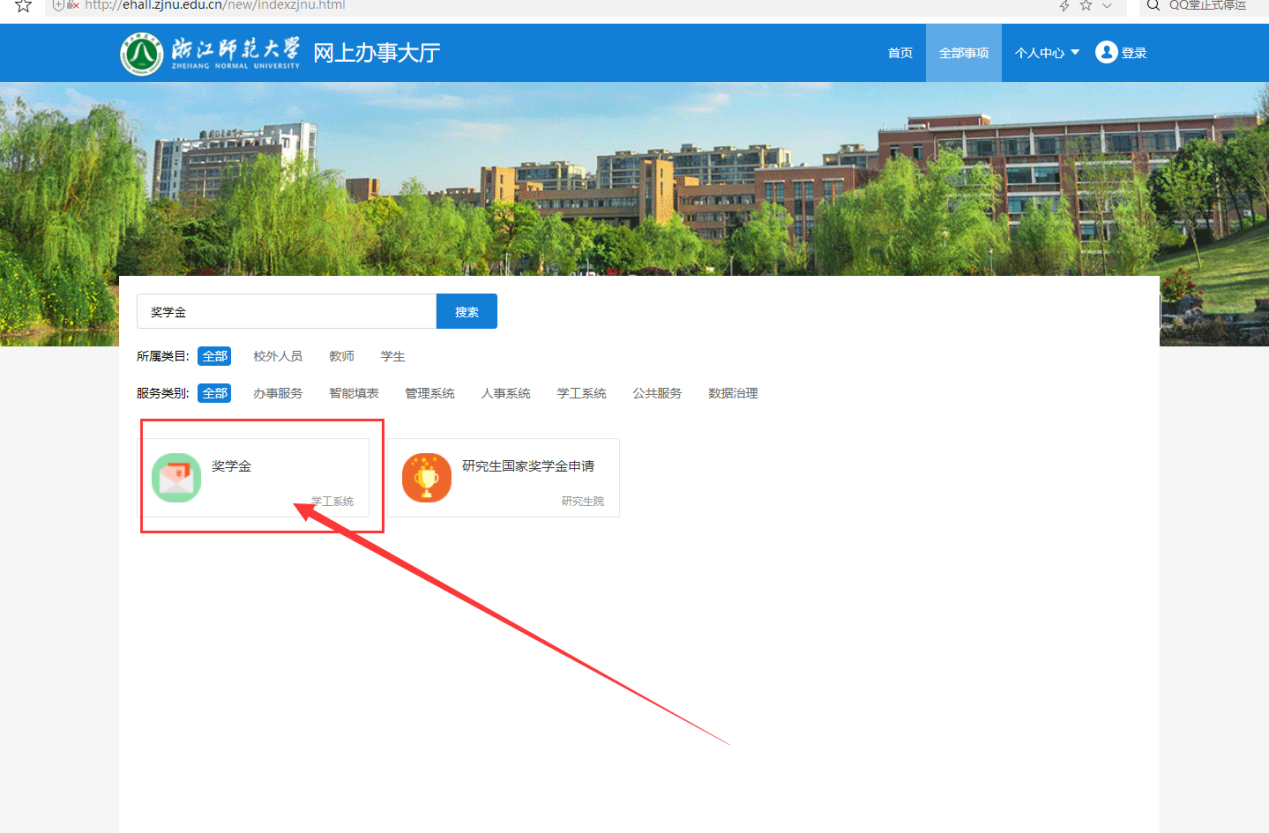 http://ehall.zjnu.edu.cn/new/indexzjnu.html
QQ堂正式停运
浙江师范大学
ZHEJIANG NORMAL UNIVERSITY
网上办事大厅
首页 全部事项 个人中心 登录
奖学金 搜索
所属类目: 全部 校外人员 教师 学生
服务类别: 全部 办事服务 智能填表 管理系统 人事系统 学工系统 公共服务 数据治理
奖学金
学工系统
研究生国家奖学金申请
研究生院